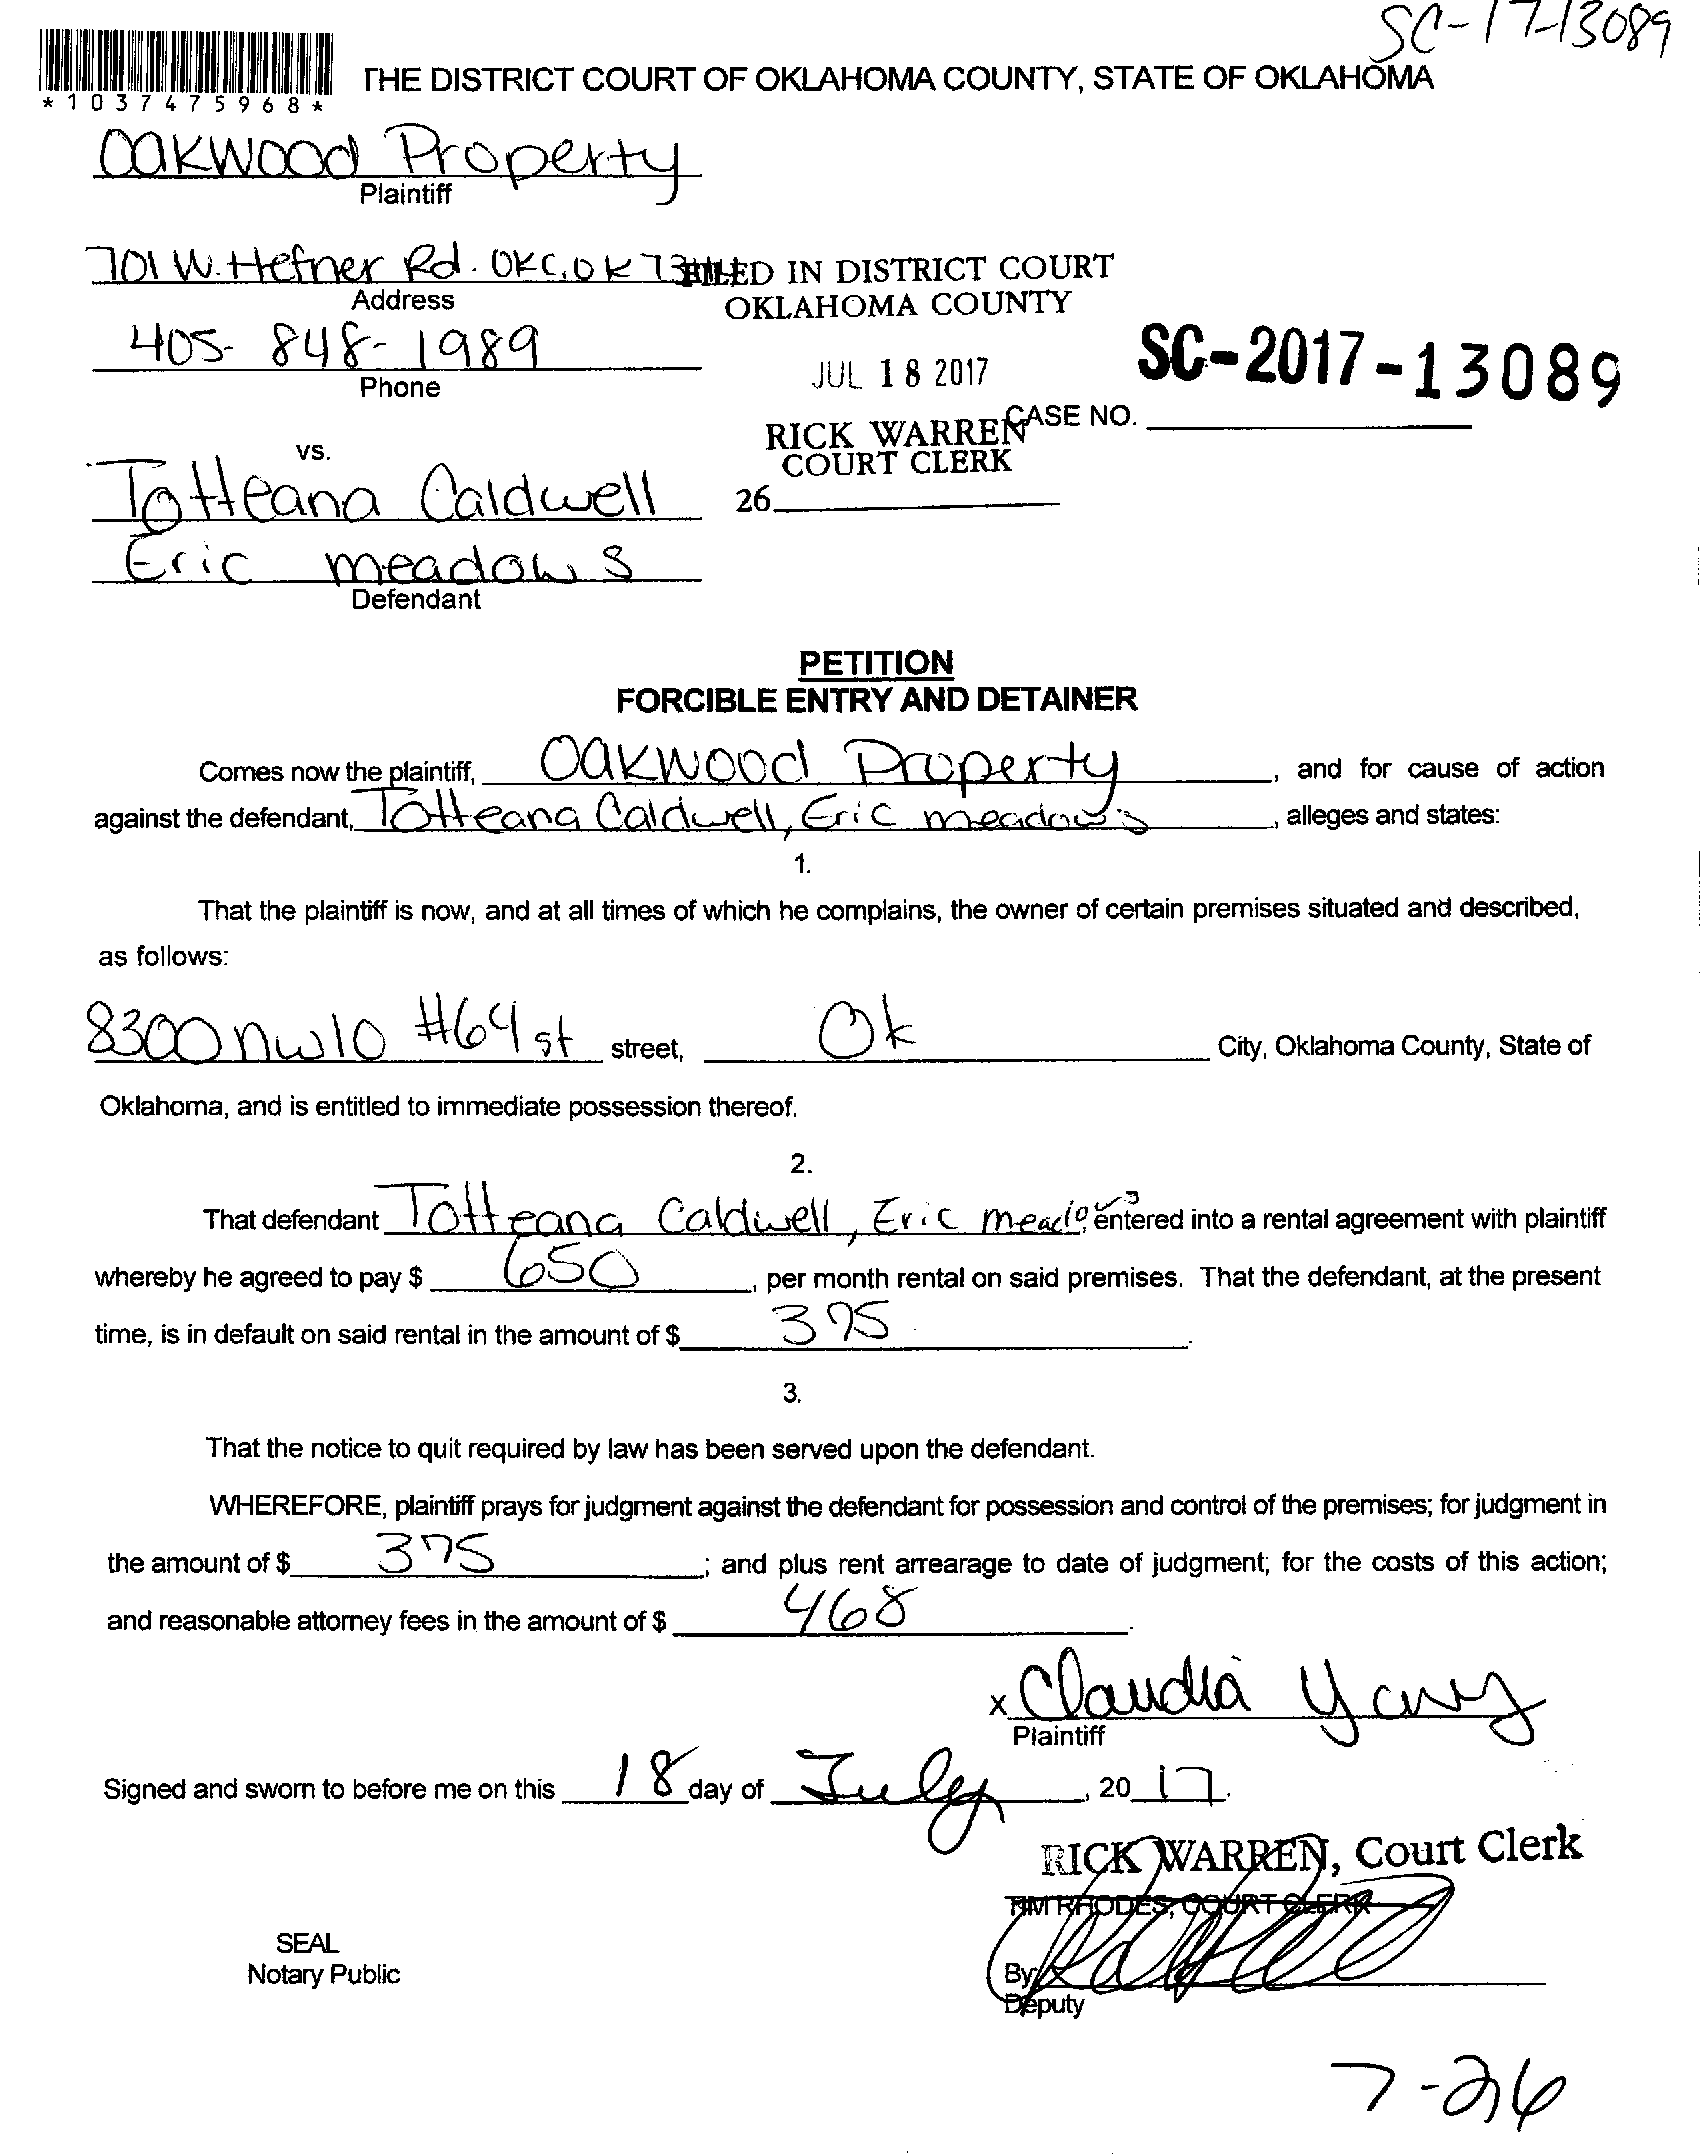 SC-17-13089
*1037475968*
THE DISTRICT COURT OF OKLAHOMA COUNTY, STATE OF OKLAHOMA
Oakwood Property
Plaintiff
701 W. Hefner Rd. OKC, OK
FILED IN DISTRICT COURT
Address
OKLAHOMA COUNTY
405-848-1989
Phone
JUL 18 2017
SC-2017-13089
CASE NO.
RICK WARREN
COURT CLERK
vs.
26
Totteana Caldwell
Eric meadows
Defendant
PETITION
FORCIBLE ENTRY AND DETAINER
Comes now the plaintiff, Oakwood Property, and for cause of action
against the defendant, Totteana Caldwell, Eric meadows, alleges and states:
1.
That the plaintiff is now, and at all times of which he complains, the owner of certain premises situated and described,
as follows:
8300 nw 10 #64 st street, Ok City, Oklahoma County, State of
Oklahoma, and is entitled to immediate possession thereof.
2.
That defendant Totteana Caldwell, Eric meadows entered into a rental agreement with plaintiff
whereby he agreed to pay $ 650, per month rental on said premises. That the defendant, at the present
time, is in default on said rental in the amount of $ 375.
3.
That the notice to quit required by law has been served upon the defendant.
WHEREFORE, plaintiff prays for judgment against the defendant for possession and control of the premises; for judgment in
the amount of $ 375; and plus rent arrearage to date of judgment; for the costs of this action;
and reasonable attorney fees in the amount of $ 468.
x Claudia
Plaintiff
Signed and sworn to before me on this 18 day of July, 2017.
RICK WARREN, Court Clerk
TIM RHODES, COURT CLERK
SEAL
Notary Public
By
Deputy
7-26